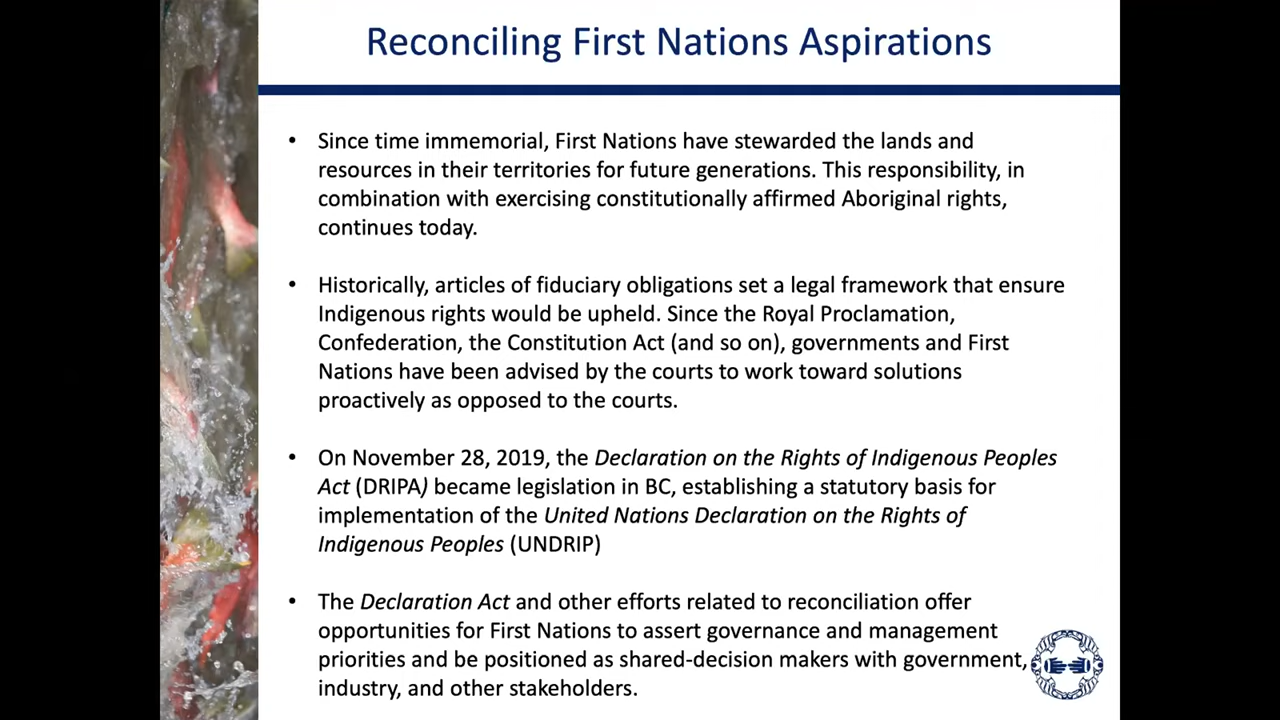 Reconciling First Nations Aspirations
• Since time immemorial, First Nations have stewarded the lands and
resources in their territories for future generations. This responsibility, in
combination with exercising constitutionally affirmed Aboriginal rights,
continues today.
• Historically, articles of fiduciary obligations set a legal framework that ensure
Indigenous rights would be upheld. Since the Royal Proclamation,
Confederation, the Constitution Act (and so on), governments and First
Nations have been advised by the courts to work toward solutions
proactively as opposed to the courts.
• On November 28, 2019, the Declaration on the Rights of Indigenous Peoples
Act (DRIPA) became legislation in BC, establishing a statutory basis for
implementation of the United Nations Declaration on the Rights of
Indigenous Peoples (UNDRIP)
• The Declaration Act and other efforts related to reconciliation offer
opportunities for First Nations to assert governance and management
priorities and be positioned as shared-decision makers with government,
industry, and other stakeholders.